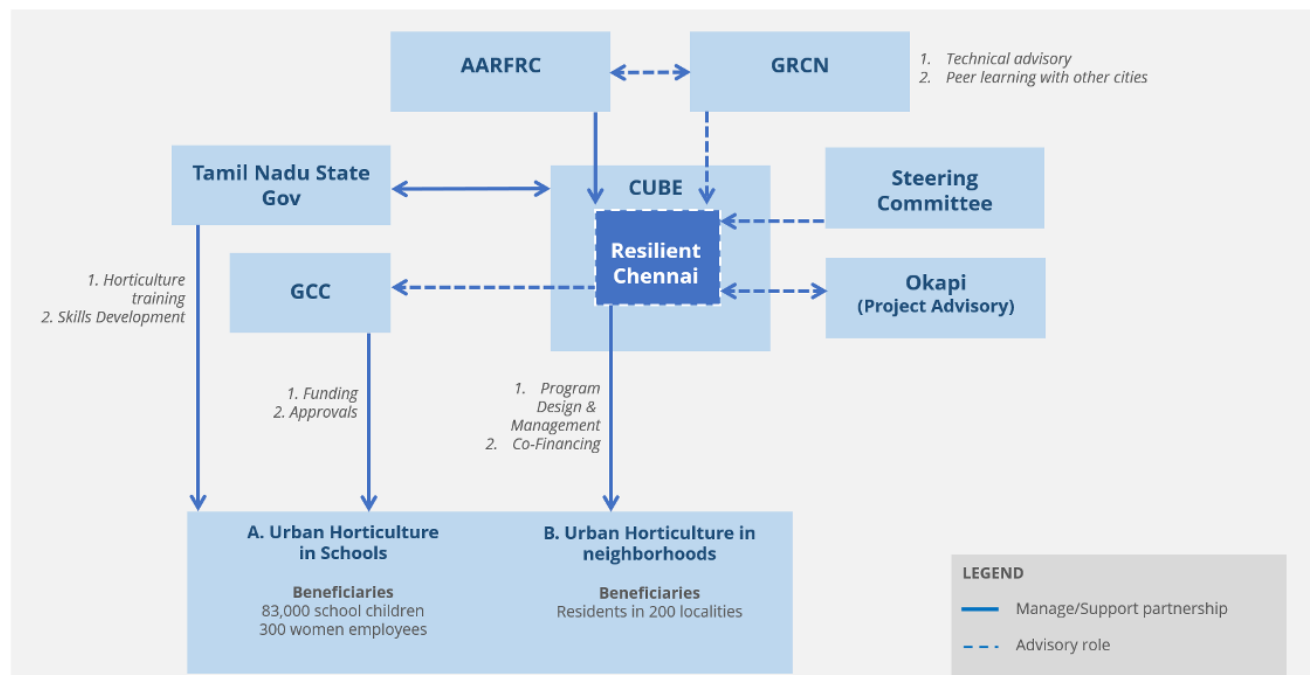 AARFRC
GRCN
1. Technical advisory
2. Peer learning with other cities
Tamil Nadu State
Gov
CUBE
Steering
Committee
Resilient
Chennai
1. Horticulture
training
2. Skills Development
GCC
Okapi
(Project Advisory)
1. Funding
2. Approvals
1. Program
Design &
Management
2. Co-Financing
A. Urban Horticulture
in Schools
Beneficiaries
83,000 school children
300 women employees
B. Urban Horticulture in
neighborhoods
Beneficiaries
Residents in 200 localities
LEGEND
Manage/Support partnership
Advisory role